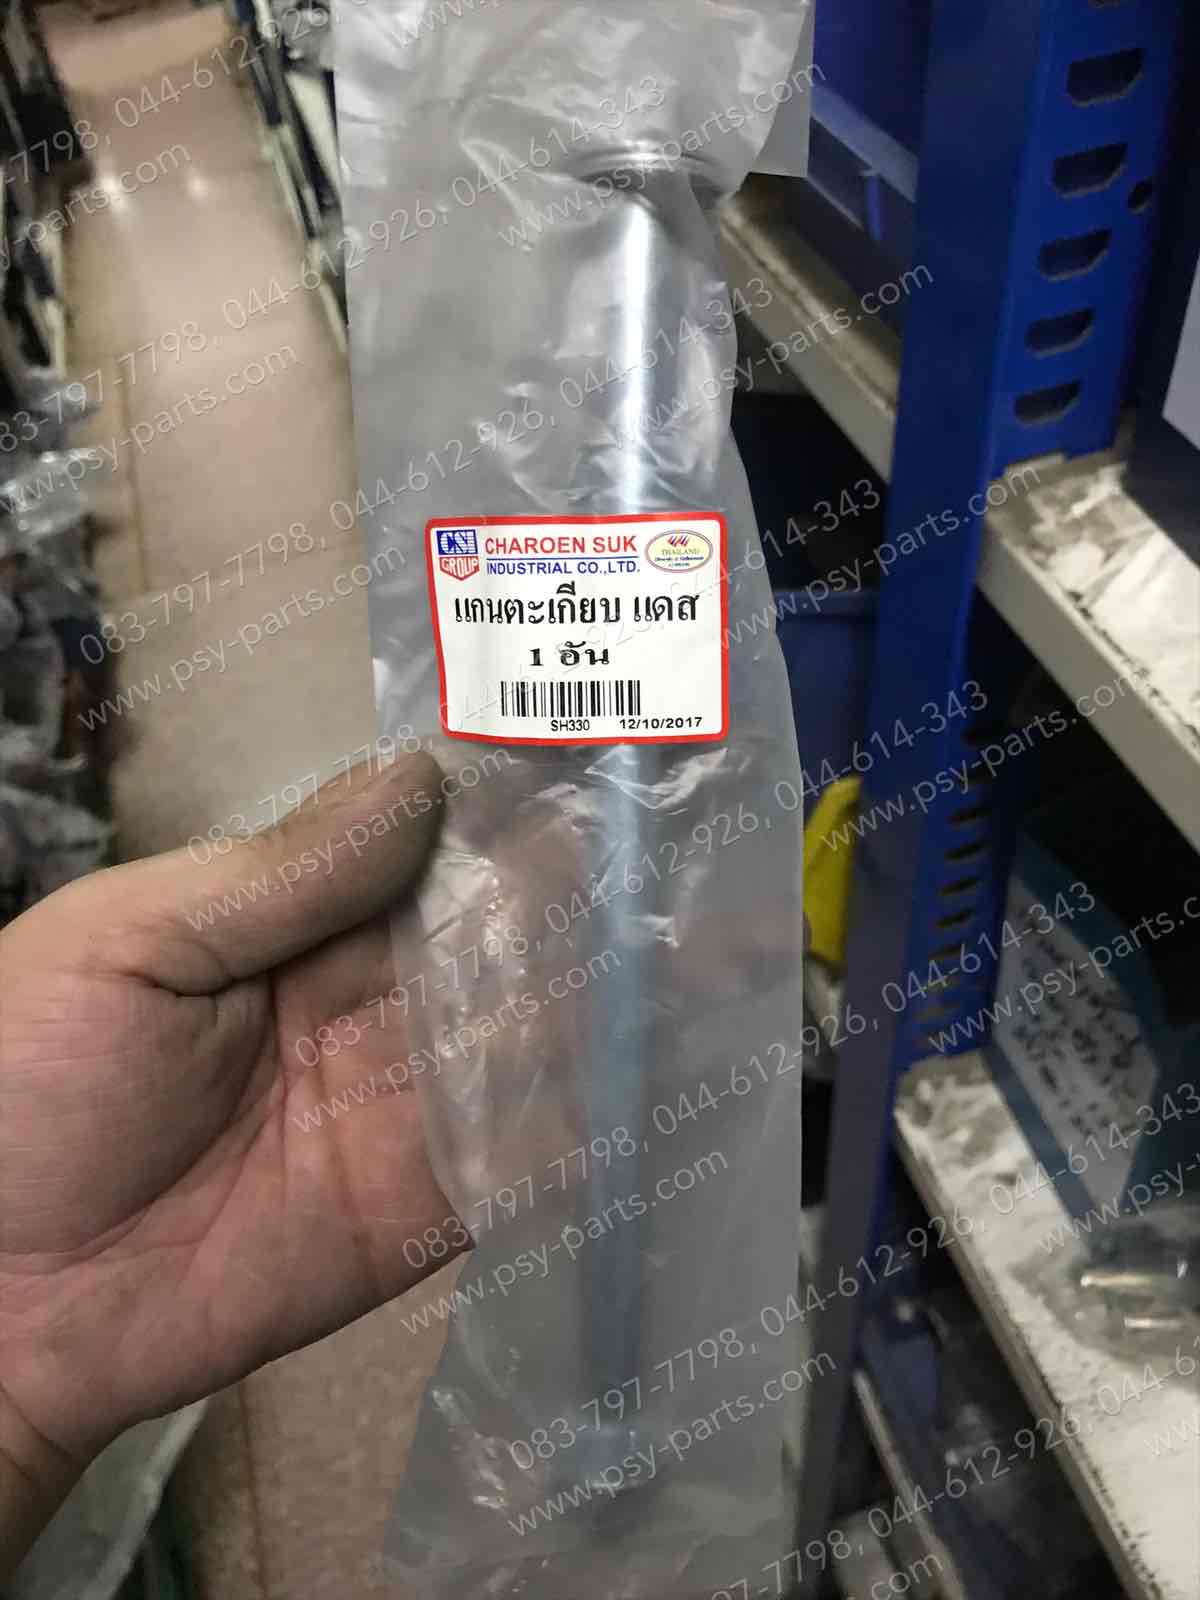 CSI
GROUP
CHAROEN SUK
INDUSTRIAL CO.,LTD.
THAILAND
แกนตะเกียบ แดส
1 อัน
SH330 12/10/2017
083-797-7798, 044-612-926, 044-614-343
www.psy-parts.com